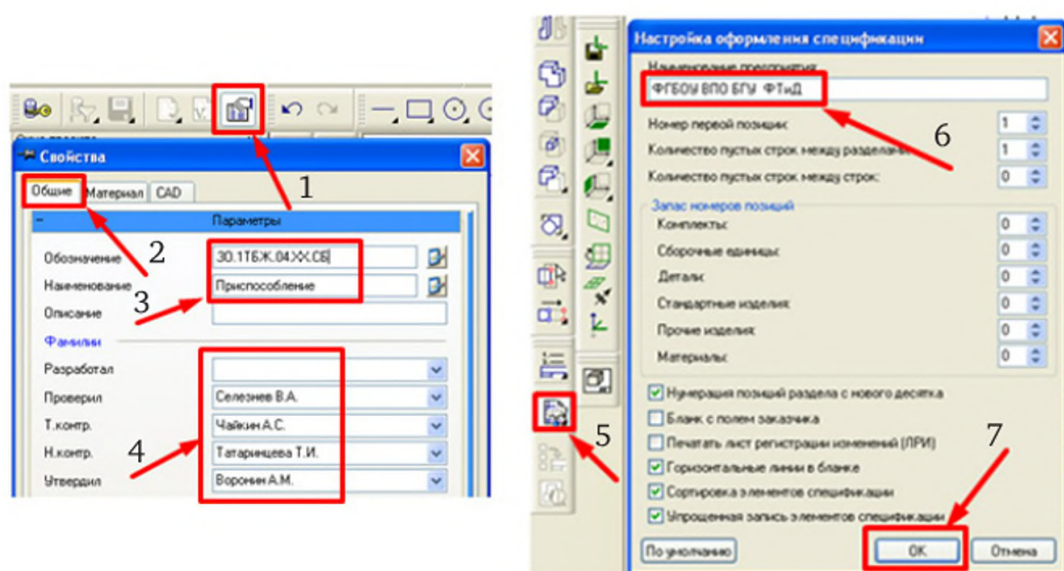 1
Свойства
Общие Материал CAD
2
Параметры
Обозначение 30.1ТБЖ.04.ХХ.СБ
Наименование Приспособление
3
Описание
Фамилии
Разработал
Проверил Селезнев В.А.
Т.контр. Чайкин А.С.
4
Н.контр. Татаринцева Т.И.
Утвердил Воронин А.М.
5
Настройка оформления спецификации
Наименование предприятия:
ФГБОУ ВПО БГУ ФТиД
6
Номер первой позиции: 1
Количество пустых строк между разделами: 1
Количество пустых строк между строк: 0
Запас номеров позиций
Комплекты: 0
Сборочные единицы: 0
Детали: 0
Стандартные изделия: 0
Прочие изделия: 0
Материалы: 0
Нумерация позиций раздела с нового десятка
Бланк с полем заказчика
Печатать лист регистрации изменений (ЛРИ)
7
Горизонтальные линии в бланке
Сортировка элементов спецификации
Упрощенная запись элементов спецификации
По умолчанию OK Отмена